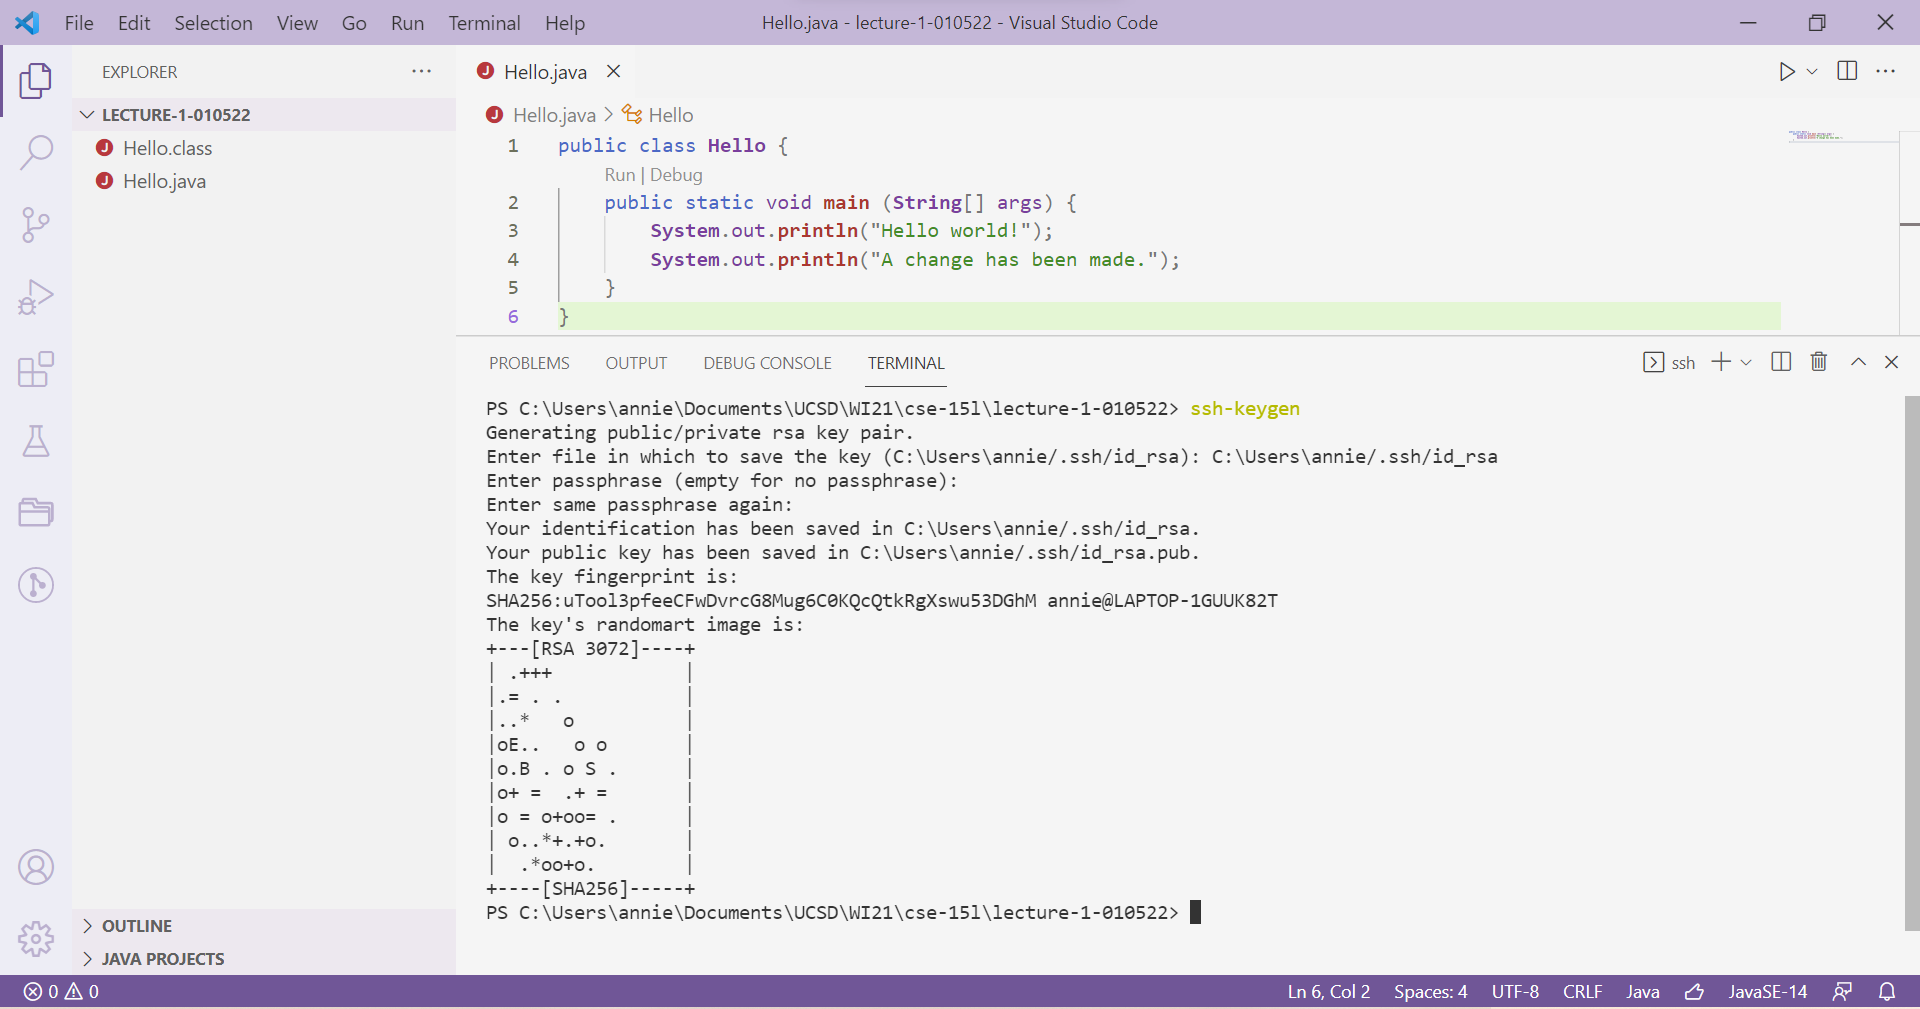 File Edit Selection View Go Run Terminal Help
Hello.java - lecture-1-010522 - Visual Studio Code
EXPLORER
LECTURE-1-010522
Hello.class
Hello.java
OUTLINE
JAVA PROJECTS
Hello.java
Hello.java > Hello
1 public class Hello {
Run | Debug
2 public static void main (String[] args) {
3 System.out.println("Hello world!");
4 System.out.println("A change has been made.");
5 }
6 }
PROBLEMS OUTPUT DEBUG CONSOLE TERMINAL
ssh
PS C:\Users\annie\Documents\UCSD\WI21\cse-15l\lecture-1-010522> ssh-keygen
Generating public/private rsa key pair.
Enter file in which to save the key (C:\Users\annie/.ssh/id_rsa): C:\Users\annie/.ssh/id_rsa
Enter passphrase (empty for no passphrase):
Enter same passphrase again:
Your identification has been saved in C:\Users\annie/.ssh/id_rsa.
Your public key has been saved in C:\Users\annie/.ssh/id_rsa.pub.
The key fingerprint is:
SHA256:uTool3pfeeCFwDvrcG8Mug6C0KQcQtkRgXswu53DGhM annie@LAPTOP-1GUUK82T
The key's randomart image is:
+---[RSA 3072]----+
| .+++            |
|.= . .           |
|..*   o          |
|oE..   o o       |
|o.B . o S .      |
|o+ =  .+ =       |
|o = o+oo= .      |
| o..*+.+o.       |
|  .*oo+o.        |
+----[SHA256]-----+
PS C:\Users\annie\Documents\UCSD\WI21\cse-15l\lecture-1-010522>
0 0
Ln 6, Col 2 Spaces: 4 UTF-8 CRLF Java JavaSE-14